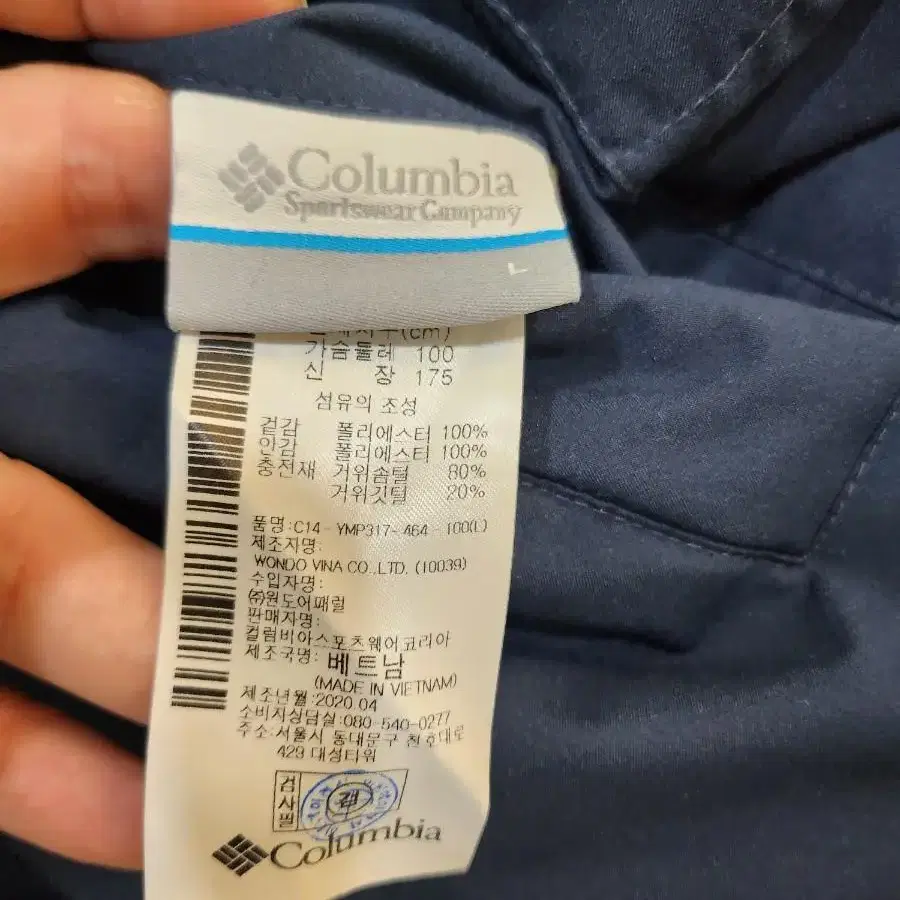 Columbia
Sportswear Company
L
(cm)
가슴둘레 100
신 장 175
섬유의 조성
겉감 폴리에스터 100%
안감 폴리에스터 100%
충전재 거위솜털 80%
거위깃털 20%
품명:C14-YMP317-464-100(L)
제조자명:
WONDO VINA CO.,LTD. (10039)
수입자명:
㈜원도어패럴
판매자명:
컬럼비아스포츠웨어코리아
제조국명: 베트남
(MADE IN VIETNAM)
제조년월:2020.04
소비자상담실:080-540-0277
주소:서울시 동대문구 천호대로
429 대성타워
검사필
Columbia